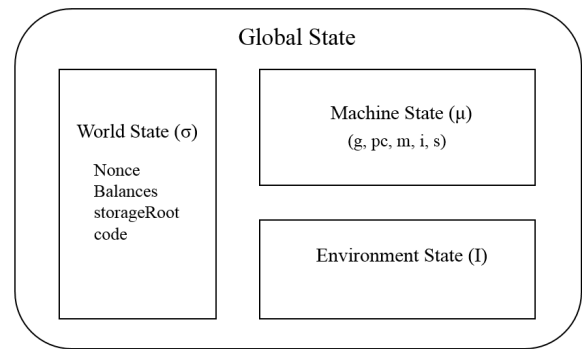 Global State
World State (σ)
Nonce
Balances
storageRoot
code
Machine State (μ)
(g, pc, m, i, s)
Environment State (I)